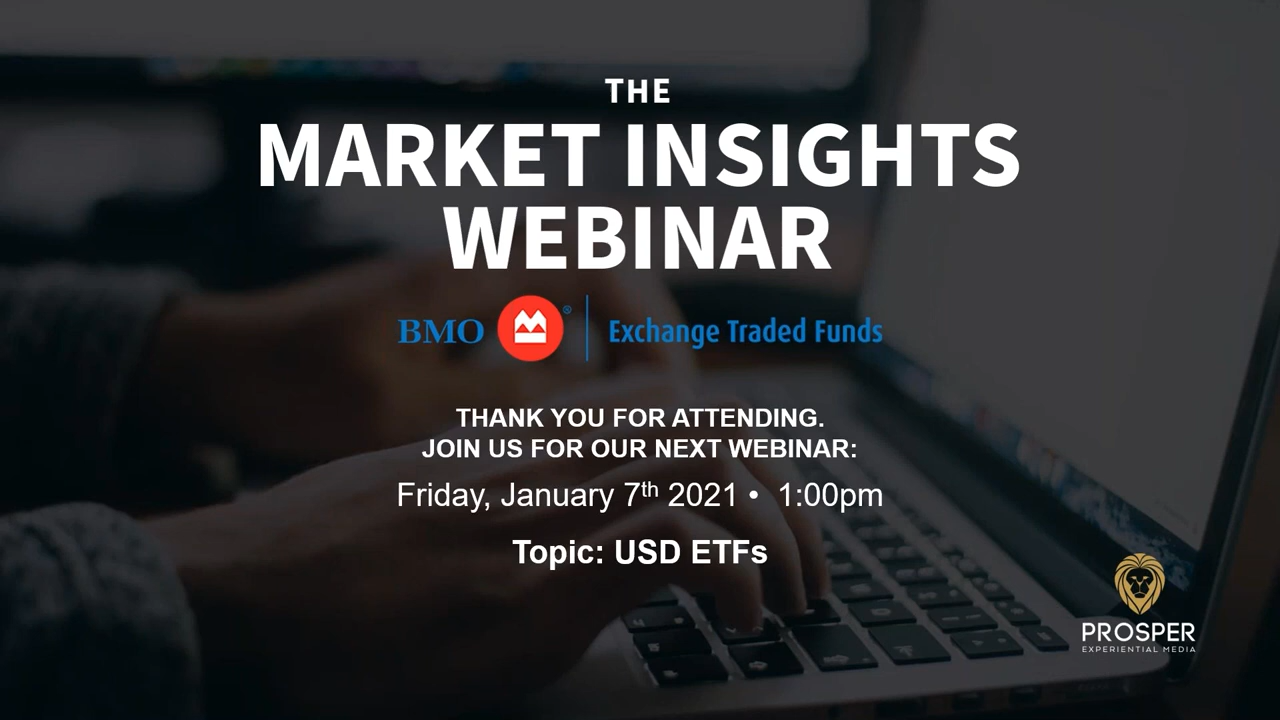 THE
MARKET INSIGHTS
WEBINAR
BMO ® | Exchange Traded Funds
THANK YOU FOR ATTENDING.
JOIN US FOR OUR NEXT WEBINAR:
Friday, January 7th 2021 • 1:00pm
Topic: USD ETFs
PROSPER
EXPERIENTIAL MEDIA